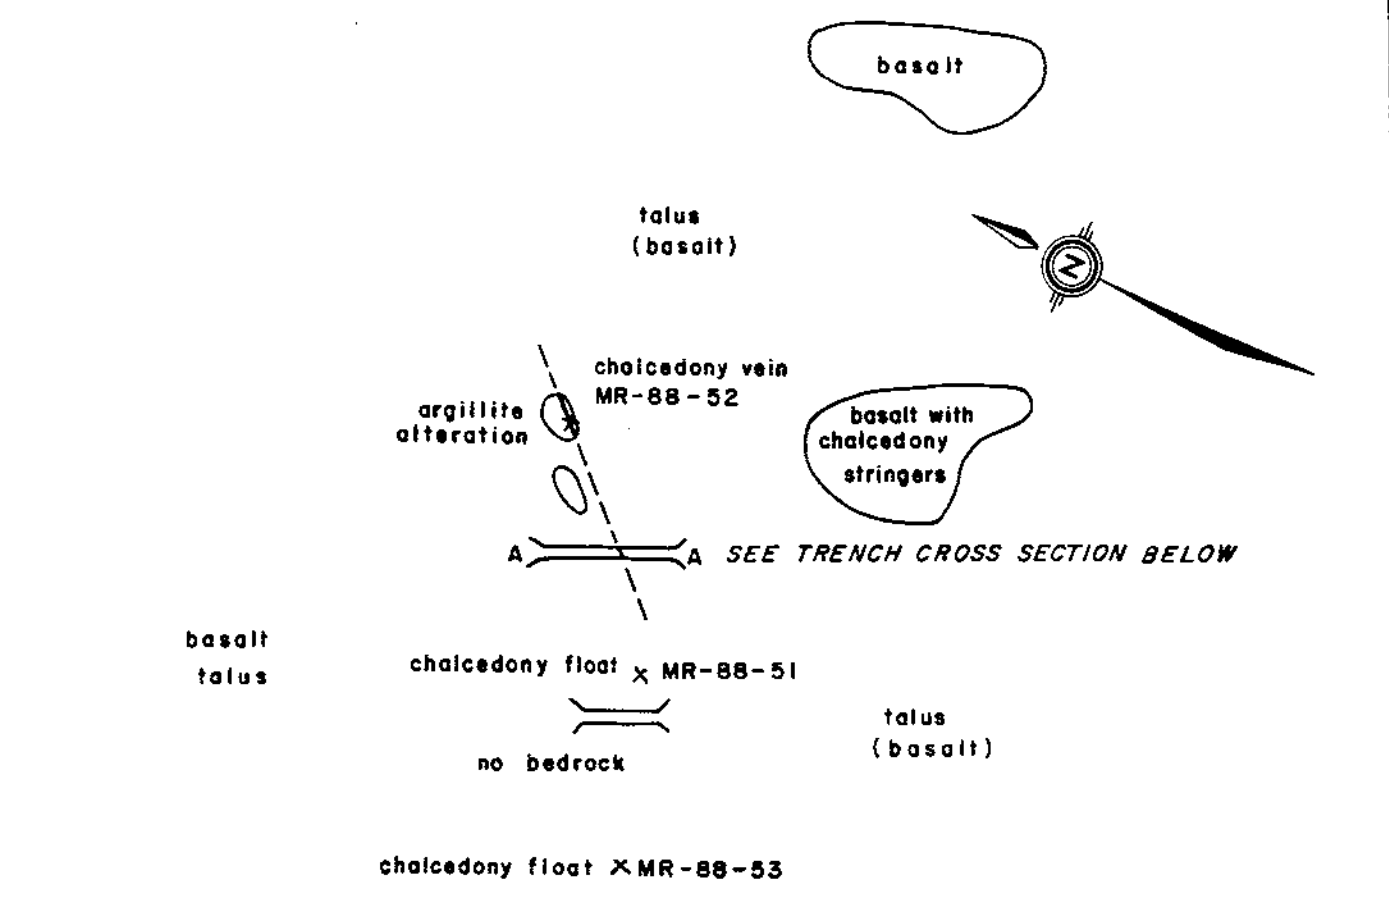 basalt
talus
(basalt)
N
chalcedony vein
MR-88-52
argillite
alteration
basalt with
chalcedony
stringers
A A SEE TRENCH CROSS SECTION BELOW
basalt
talus
chalcedony float x MR-88-51
talus
(basalt)
no bedrock
chalcedony float x MR-88-53